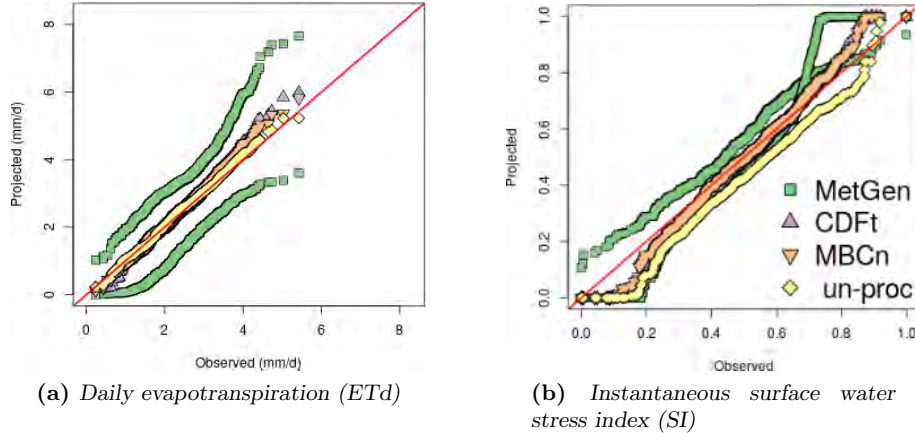 Projected (mm/d)
8
6
4
2
0
0 2 4 6 8
Observed (mm/d)
(a) Daily evapotranspiration (ETd)
Projected
1.0
0.8
0.6
0.4
0.2
0.0
MetGen
CDFt
MBCn
un-proc
0.0 0.2 0.4 0.6 0.8 1.0
Observed
(b) Instantaneous surface water
stress index (SI)